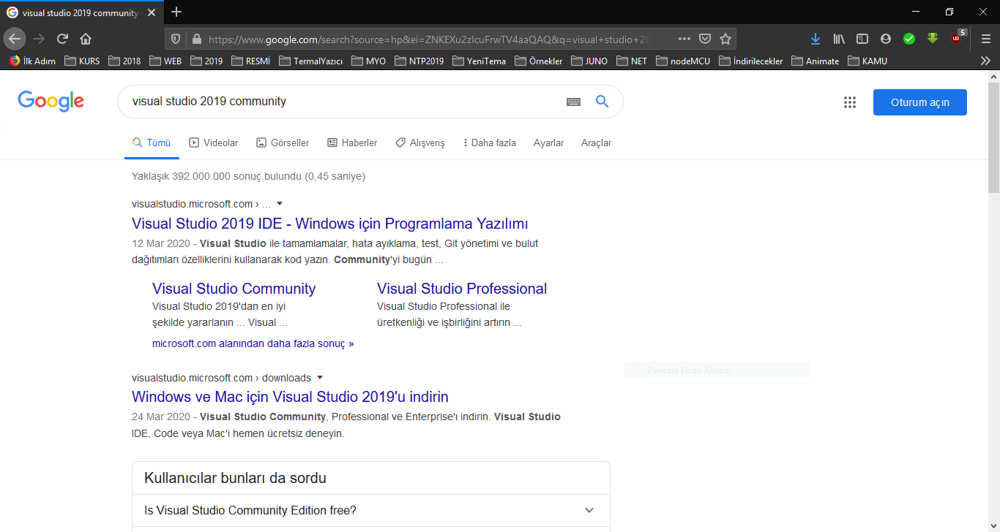 visual studio 2019 community
https://www.google.com/search?source=hp&ei=ZNKEXu2zIcuFrwTV4aaQAQ&q=visual+studio+20
5
İlk Adım KURS 2018 WEB 2019 RESMİ TermalYazıcı MYO NTP2019 YeniTema Örnekler JUNO NET nodeMCU İndirilecekler Animate KAMU
Google
visual studio 2019 community
Oturum açın
Tümü Videolar Görseller Haberler Alışveriş Daha fazla Ayarlar Araçlar
Yaklaşık 392.000.000 sonuç bulundu (0,45 saniye)
visualstudio.microsoft.com › ...
Visual Studio 2019 IDE - Windows için Programlama Yazılımı
12 Mar 2020 - Visual Studio ile tamamlamalar, hata ayıklama, test, Git yönetimi ve bulut
dağıtımları özelliklerini kullanarak kod yazın. Community'yi bugün ...
Visual Studio Community
Visual Studio 2019'dan en iyi
şekilde yararlanın ... Visual ...
Visual Studio Professional
Visual Studio Professional ile
üretkenliği ve işbirliğini artırın ...
microsoft.com alanından daha fazla sonuç »
Pencere Ekran Alıntısı
visualstudio.microsoft.com › downloads
Windows ve Mac için Visual Studio 2019'u indirin
24 Mar 2020 - Visual Studio Community, Professional ve Enterprise'ı indirin. Visual Studio
IDE, Code veya Mac'i hemen ücretsiz deneyin.
Kullanıcılar bunları da sordu
Is Visual Studio Community Edition free?